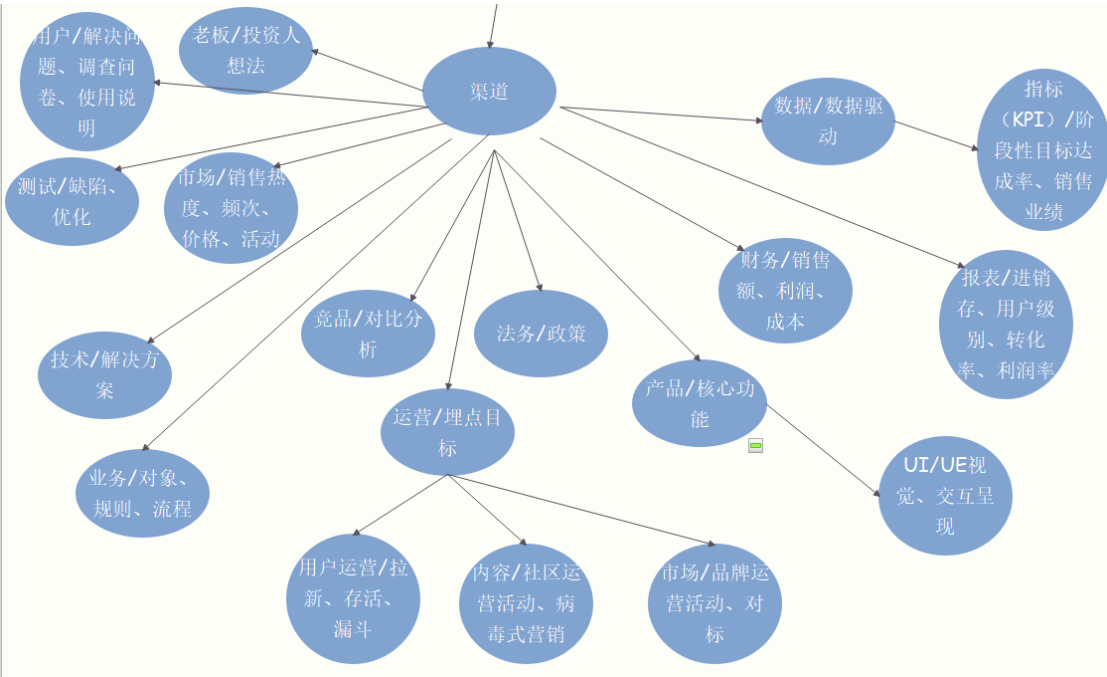 用户/解决问
题、调查问
卷、使用说
明
老板/投资人
想法
渠道
数据/数据驱
动
指标
（KPI）/阶
段性目标达
成率、销售
业绩
测试/缺陷、
优化
市场/销售热
度、频次、
价格、活动
财务/销售
额、利润、
成本
报表/进销
存、用户级
别、转化
率、利润率
竞品/对比分
析
法务/政策
技术/解决方
案
产品/核心功
能
运营/埋点目
标
业务/对象、
规则、流程
UI/UE视
觉、交互呈
现
用户运营/拉
新、存活、
漏斗
内容/社区运
营活动、病
毒式营销
市场/品牌运
营活动、对
标